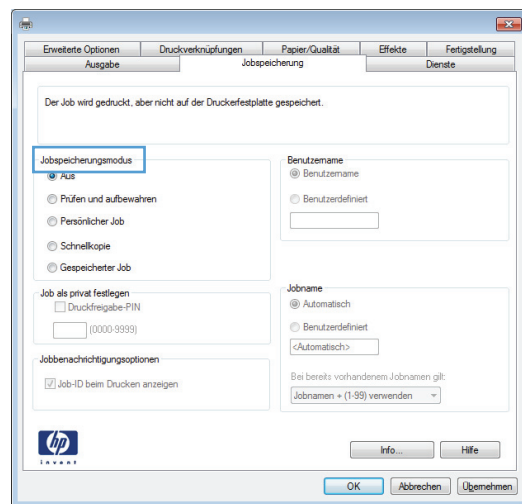 Erweiterte Optionen
Druckverknüpfungen
Papier/Qualität
Effekte
Fertigstellung
Ausgabe
Jobspeicherung
Dienste
Der Job wird gedruckt, aber nicht auf der Druckerfestplatte gespeichert.
Jobspeicherungsmodus
Aus
Prüfen und aufbewahren
Persönlicher Job
Schnellkopie
Gespeicherter Job
Benutzername
Benutzername
Benutzerdefiniert
Job als privat festlegen
Druckfreigabe-PIN
(0000-9999)
Jobname
Automatisch
Benutzerdefiniert
<Automatisch>
Jobbenachrichtigungsoptionen
Job-ID beim Drucken anzeigen
Bei bereits vorhandenem Jobnamen gilt:
Jobnamen + (1-99) verwenden
hp
invent
Info...
Hilfe
OK
Abbrechen
Übernehmen